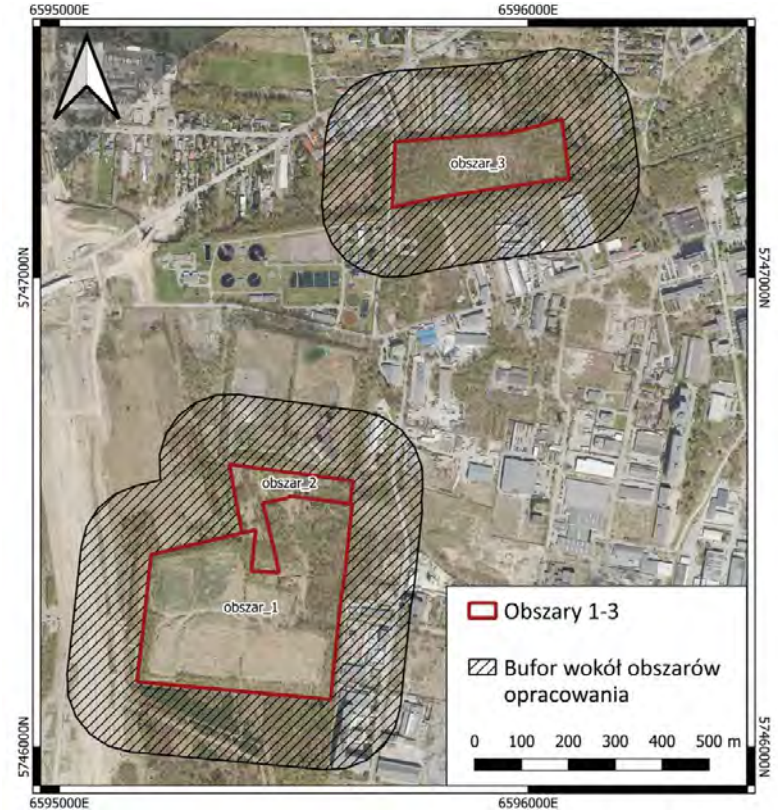 6595000E 6596000E
obszar_3
5747000N 5747000N
obszar_2
obszar_1
Obszary 1-3
Bufor wokół obszarów
opracowania
0 100 200 300 400 500 m
5746000N 5746000N
6595000E 6596000E